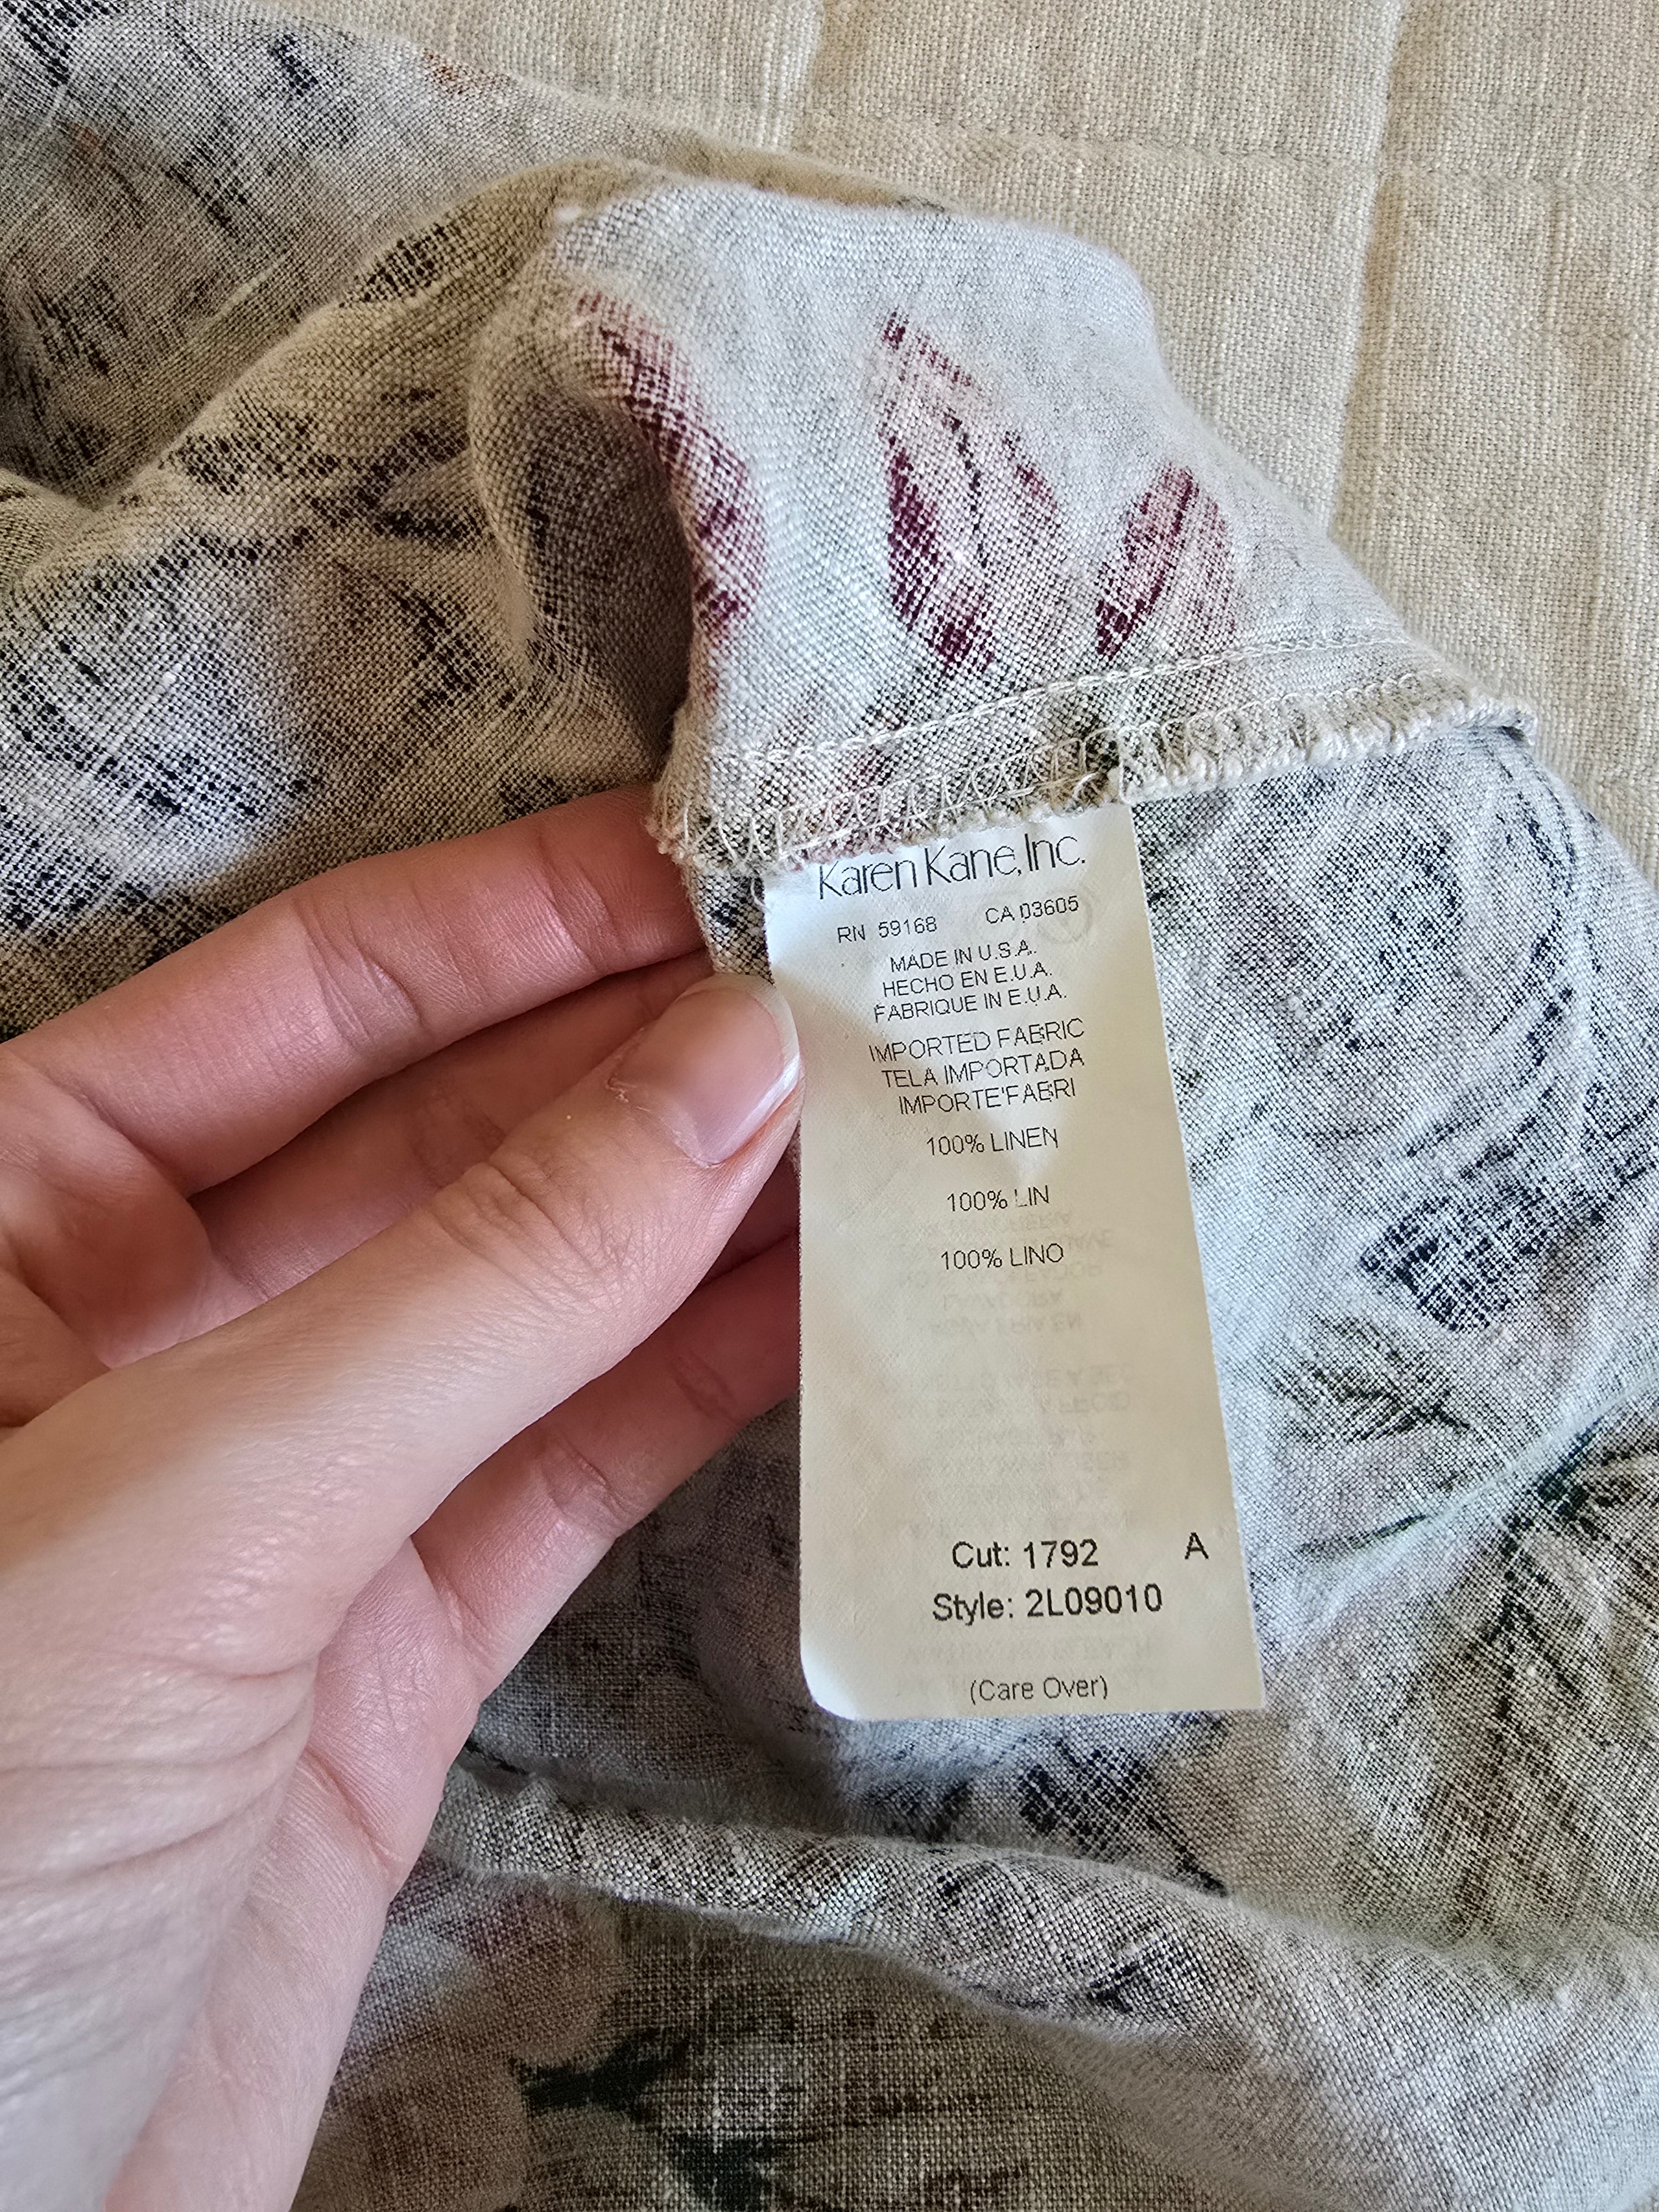 Karen Kane, Inc.
RN 59168 CA 03605
MADE IN U.S.A.
HECHO EN E.U.A.
FABRIQUE IN E.U.A.
IMPORTED FABRIC
TELA IMPORTADA
IMPORTE'FABRI
100% LINEN
100% LIN
100% LINO
Cut: 1792 A
Style: 2L09010
(Care Over)